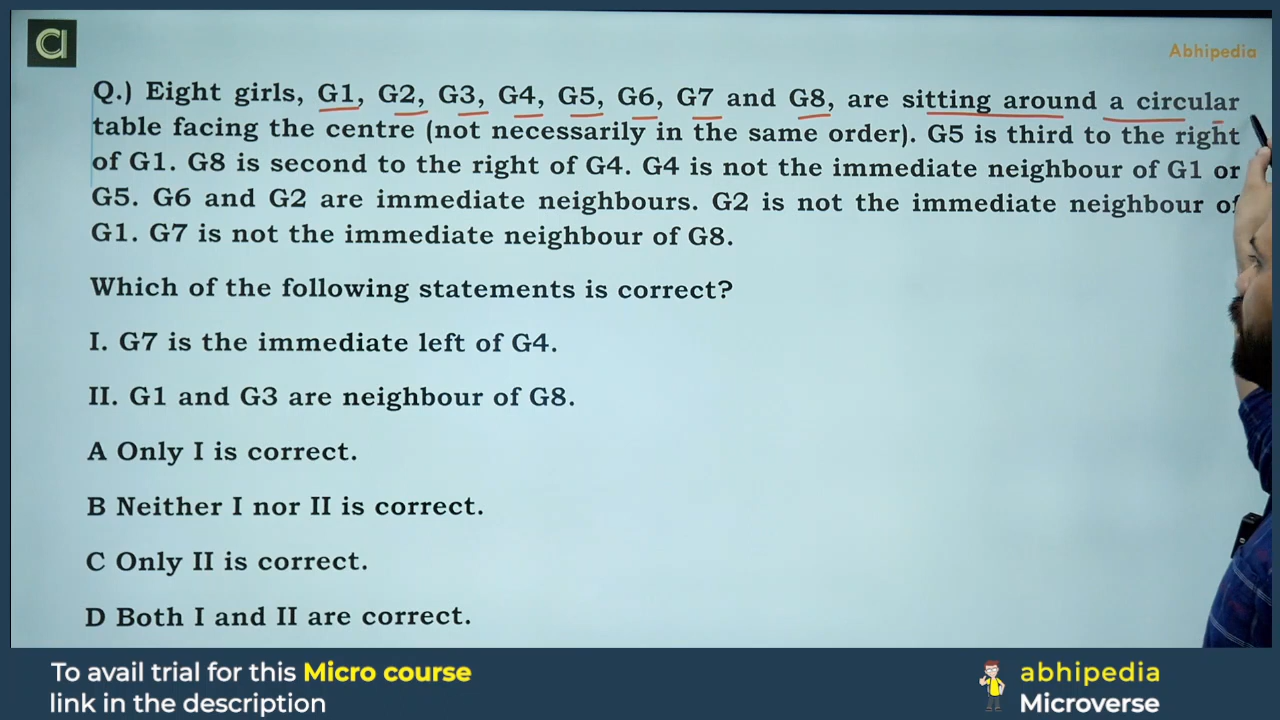 Abhipedia
Q.) Eight girls, G1, G2, G3, G4, G5, G6, G7 and G8, are sitting around a circular
table facing the centre (not necessarily in the same order). G5 is third to the right
of G1. G8 is second to the right of G4. G4 is not the immediate neighbour of G1 or
G5. G6 and G2 are immediate neighbours. G2 is not the immediate neighbour of
G1. G7 is not the immediate neighbour of G8.
Which of the following statements is correct?
I. G7 is the immediate left of G4.
II. G1 and G3 are neighbour of G8.
A Only I is correct.
B Neither I nor II is correct.
C Only II is correct.
D Both I and II are correct.
To avail trial for this Micro course
link in the description
abhipedia
Microverse